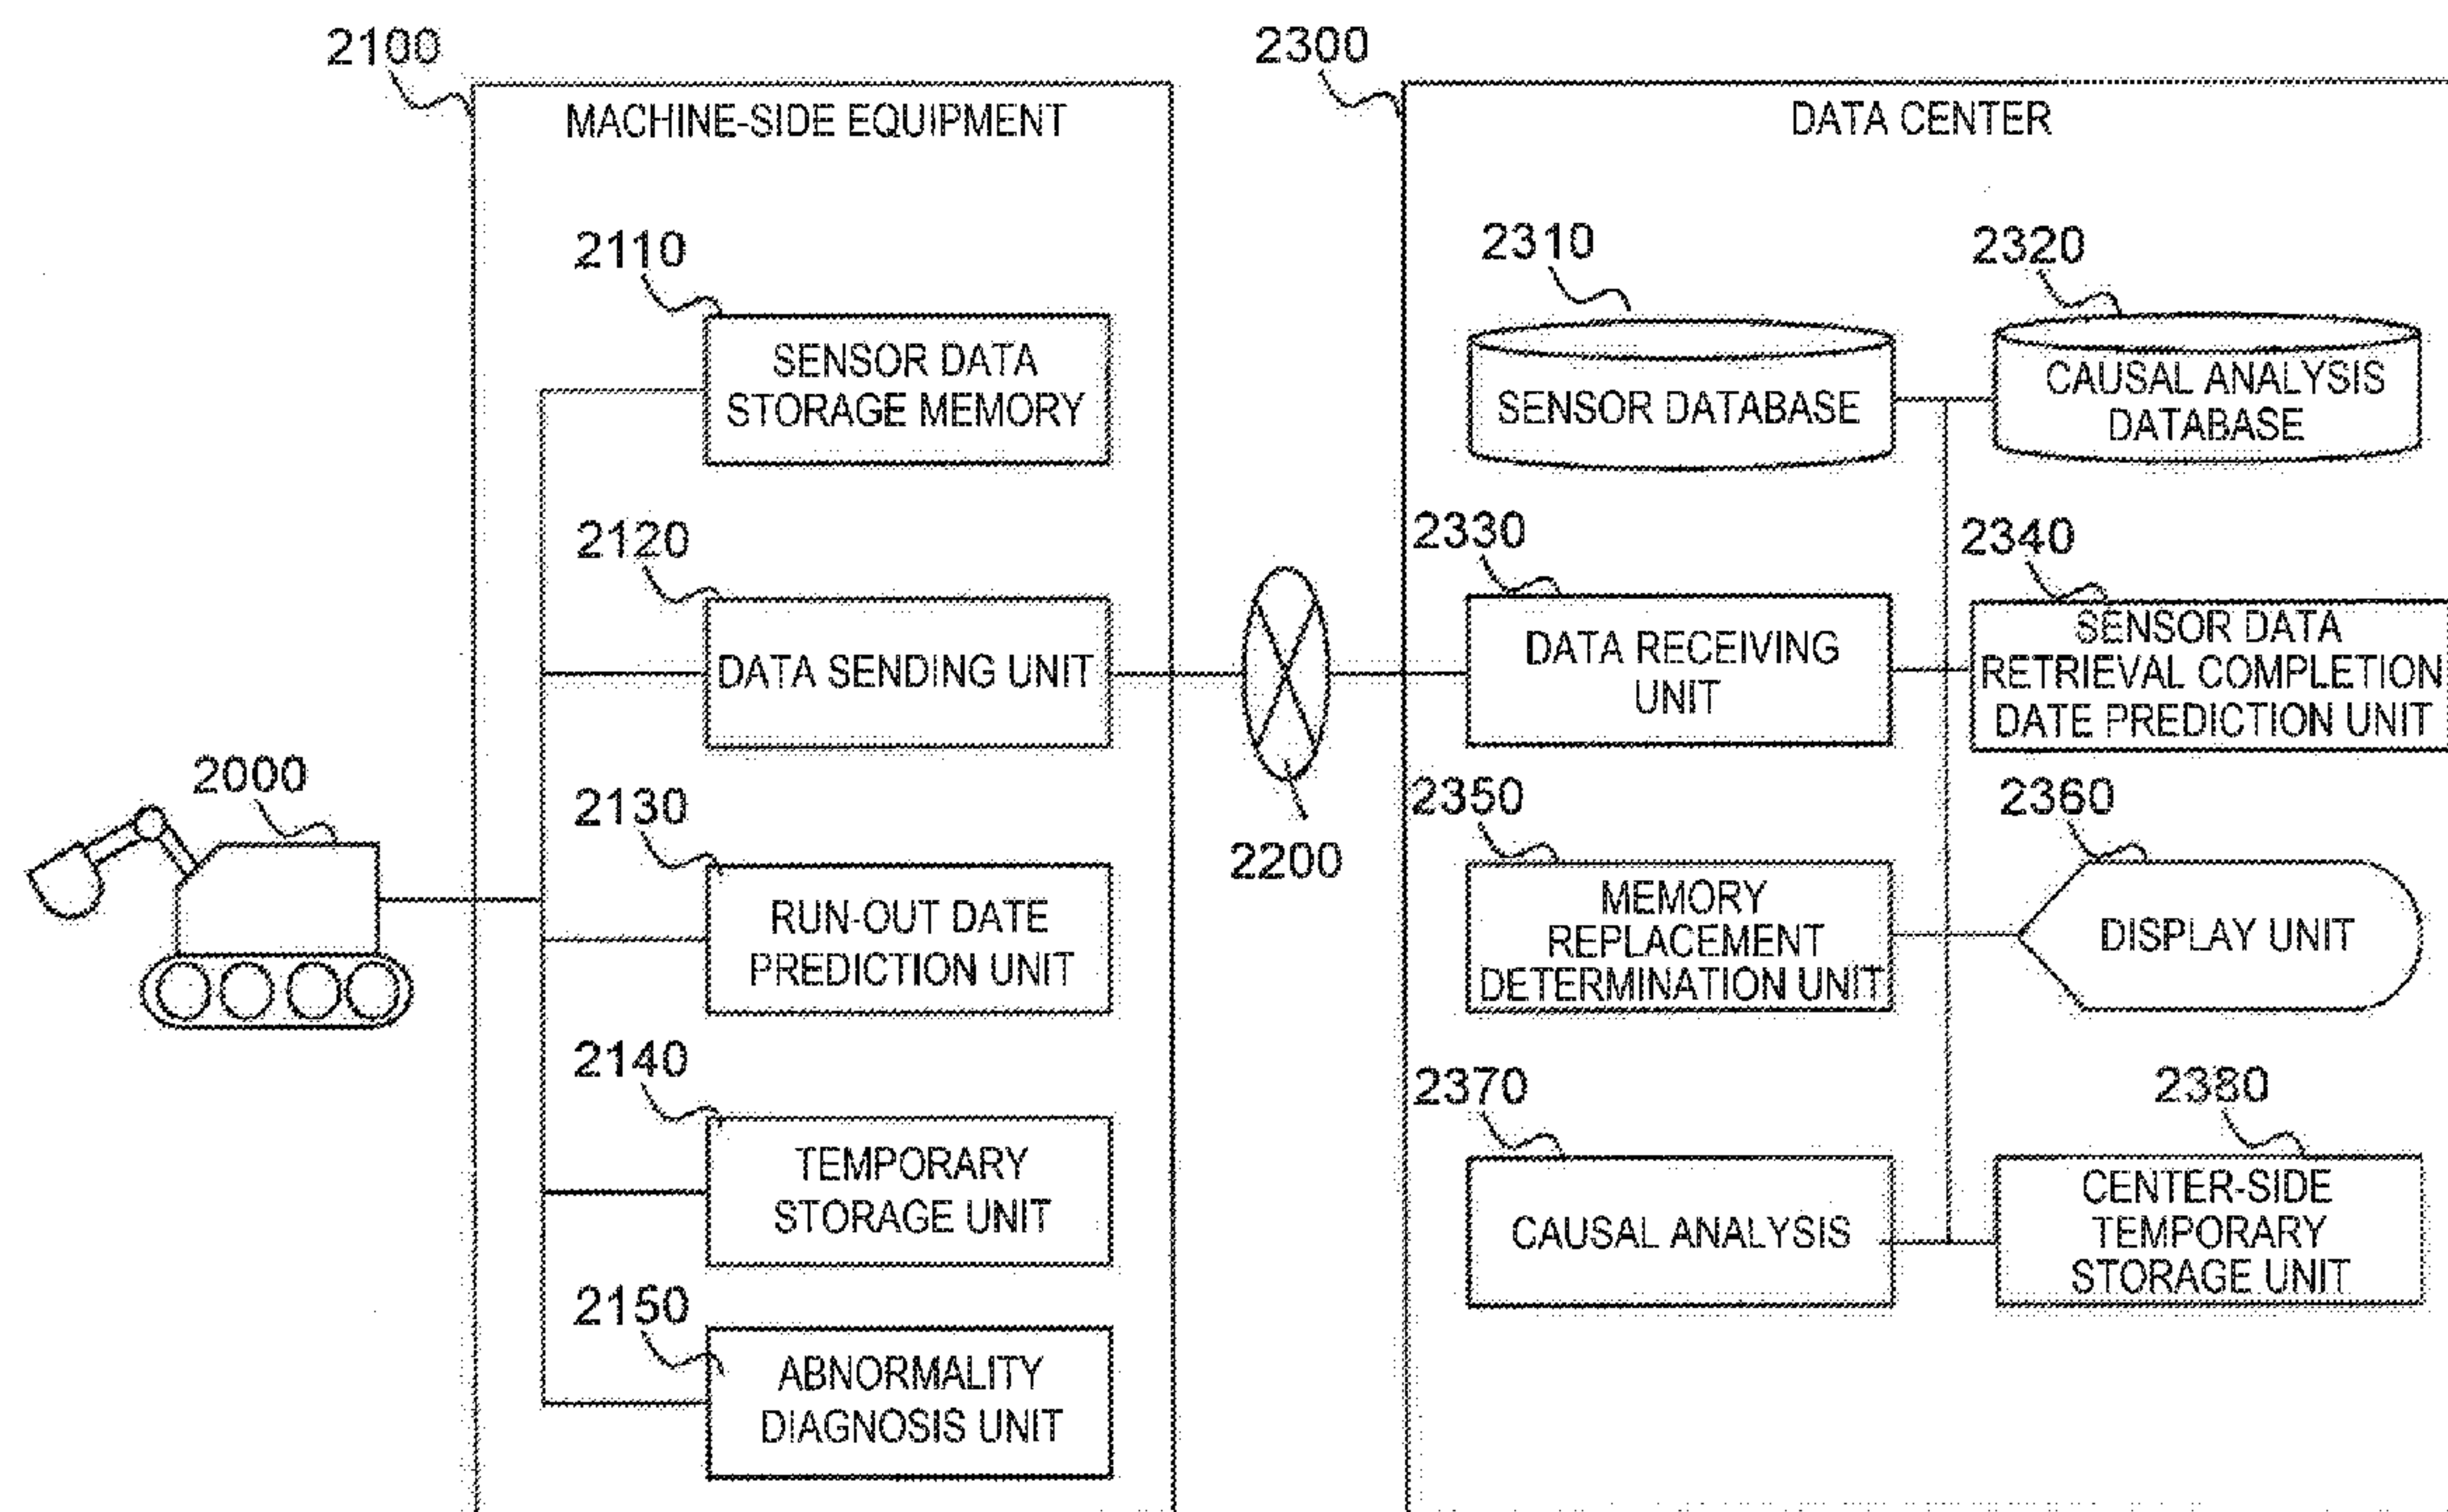 2100
MACHINE-SIDE EQUIPMENT
2110
SENSOR DATA
STORAGE MEMORY
2120
DATA SENDING UNIT
2130
RUN-OUT DATE
PREDICTION UNIT
2140
TEMPORARY
STORAGE UNIT
2150
ABNORMALITY
DIAGNOSIS UNIT
2000
2200
2300
DATA CENTER
2310
SENSOR DATABASE
2320
CAUSAL ANALYSIS
DATABASE
2330
DATA RECEIVING
UNIT
2340
SENSOR DATA
RETRIEVAL COMPLETION
DATE PREDICTION UNIT
2350
MEMORY
REPLACEMENT
DETERMINATION UNIT
2360
DISPLAY UNIT
2370
CAUSAL ANALYSIS
2380
CENTER-SIDE
TEMPORARY
STORAGE UNIT